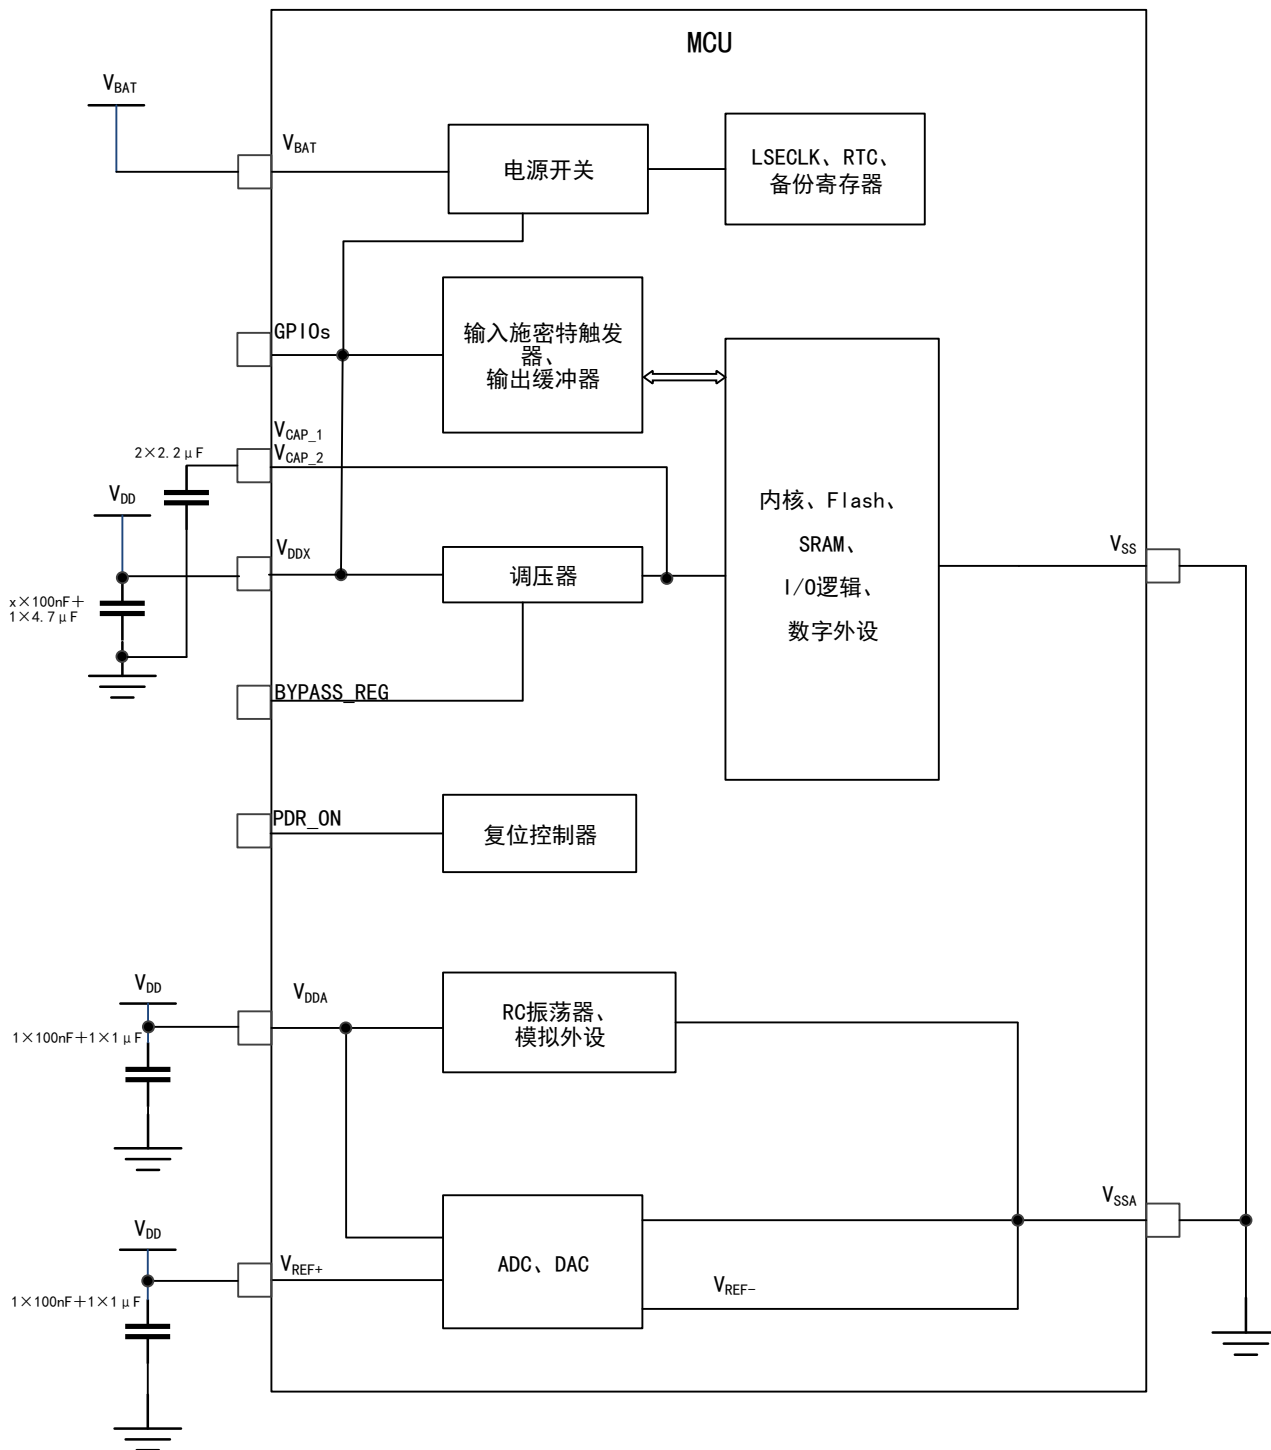 MCU
VBAT
VBAT
电源开关
LSECLK、RTC、
备份寄存器
GPIOs
输入施密特触发
器、
输出缓冲器
VCAP_1
VCAP_2
2×2.2μF
VDD
VDDX
调压器
x×100nF+
1×4.7μF
内核、Flash、
SRAM、
I/O逻辑、
数字外设
VSS
BYPASS_REG
PDR_ON
复位控制器
VDD
VDDA
1×100nF+1×1μF
RC振荡器、
模拟外设
VSSA
VDD
VREF+
1×100nF+1×1μF
ADC、DAC
VREF-